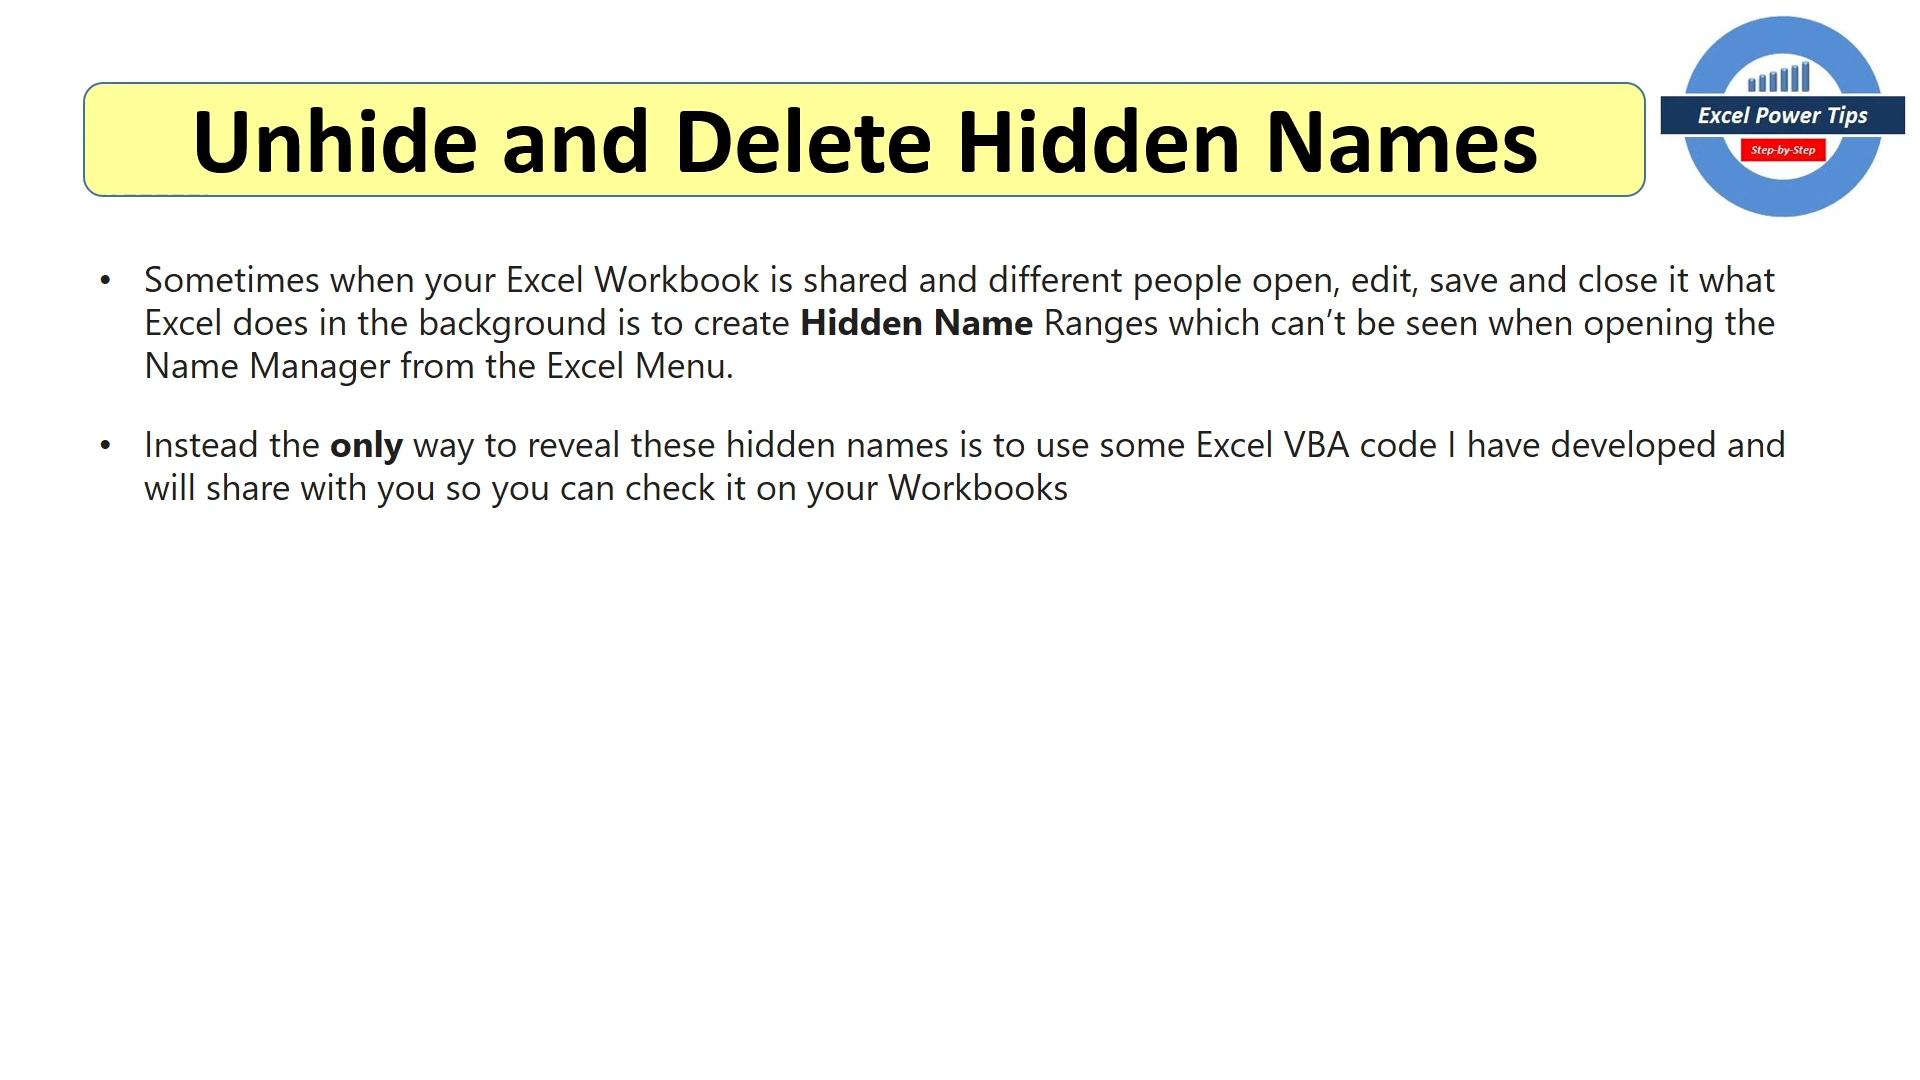 Unhide and Delete Hidden Names
Excel Power Tips
Step-by-Step
• Sometimes when your Excel Workbook is shared and different people open, edit, save and close it what
Excel does in the background is to create Hidden Name Ranges which can’t be seen when opening the
Name Manager from the Excel Menu.
• Instead the only way to reveal these hidden names is to use some Excel VBA code I have developed and
will share with you so you can check it on your Workbooks